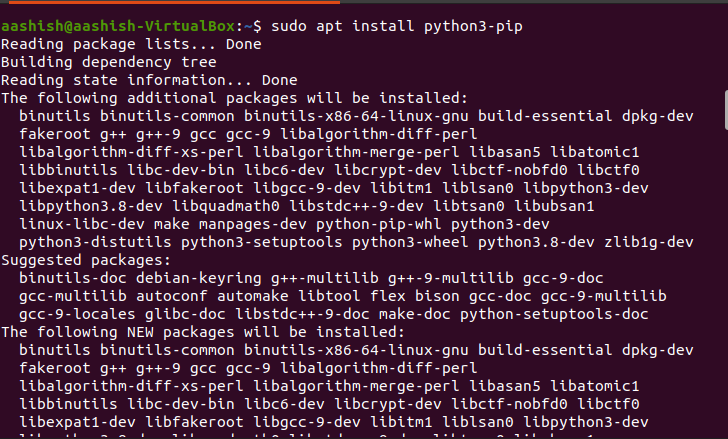 aashish@aashish-VirtualBox:~$ sudo apt install python3-pip
Reading package lists... Done
Building dependency tree
Reading state information... Done
The following additional packages will be installed:
binutils binutils-common binutils-x86-64-linux-gnu build-essential dpkg-dev
fakeroot g++ g++-9 gcc gcc-9 libalgorithm-diff-perl
libalgorithm-diff-xs-perl libalgorithm-merge-perl libasan5 libatomic1
libbinutils libc-dev-bin libc6-dev libcrypt-dev libctf-nobfd0 libctf0
libexpat1-dev libfakeroot libgcc-9-dev libitm1 liblsan0 libpython3-dev
libpython3.8-dev libquadmath0 libstdc++-9-dev libtsan0 libubsan1
linux-libc-dev make manpages-dev python-pip-whl python3-dev
python3-distutils python3-setuptools python3-wheel python3.8-dev zlib1g-dev
Suggested packages:
binutils-doc debian-keyring g++-multilib g++-9-multilib gcc-9-doc
gcc-multilib autoconf automake libtool flex bison gcc-doc gcc-9-multilib
gcc-9-locales glibc-doc libstdc++-9-doc make-doc python-setuptools-doc
The following NEW packages will be installed:
binutils binutils-common binutils-x86-64-linux-gnu build-essential dpkg-dev
fakeroot g++ g++-9 gcc gcc-9 libalgorithm-diff-perl
libalgorithm-diff-xs-perl libalgorithm-merge-perl libasan5 libatomic1
libbinutils libc-dev-bin libc6-dev libcrypt-dev libctf-nobfd0 libctf0
libexpat1-dev libfakeroot libgcc-9-dev libitm1 liblsan0 libpython3-dev